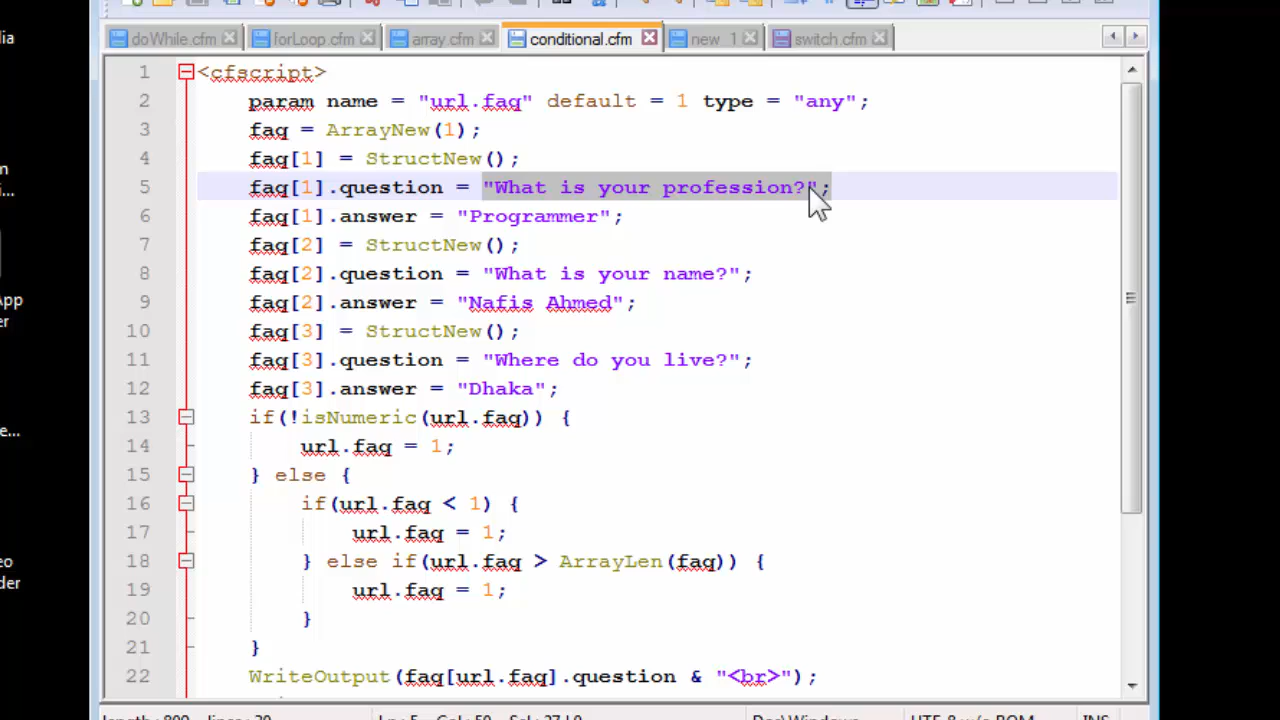 dia
n
i...
App
er
e...
eo
der
doWhile.cfm forLoop.cfm array.cfm conditional.cfm new 1 switch.cfm
1 <cfscript>
2 param name = "url.faq" default = 1 type = "any";
3 faq = ArrayNew(1);
4 faq[1] = StructNew();
5 faq[1].question = "What is your profession?";
6 faq[1].answer = "Programmer";
7 faq[2] = StructNew();
8 faq[2].question = "What is your name?";
9 faq[2].answer = "Nafis Ahmed";
10 faq[3] = StructNew();
11 faq[3].question = "Where do you live?";
12 faq[3].answer = "Dhaka";
13 if(!isNumeric(url.faq)) {
14 url.faq = 1;
15 } else {
16 if(url.faq < 1) {
17 url.faq = 1;
18 } else if(url.faq > ArrayLen(faq)) {
19 url.faq = 1;
20 }
21 }
22 WriteOutput(faq[url.faq].question & "<br>");